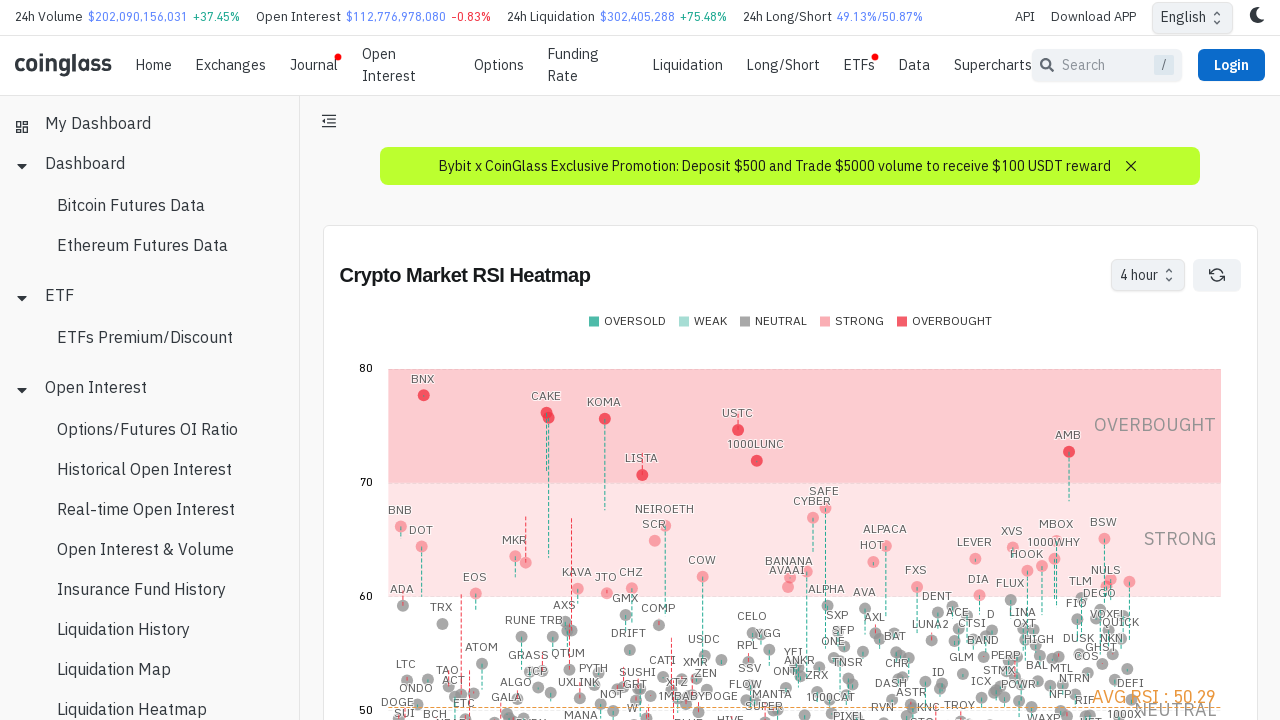 24h Volume $202,090,156,031 +37.45% Open Interest $112,776,978,080 -0.83% 24h Liquidation $302,405,288 +75.48% 24h Long/Short 49.13%/50.87% API Download APP English
coinglass Home Exchanges Journal Open Interest Options Funding Rate Liquidation Long/Short ETFs Data Supercharts Search / Login
My Dashboard
Dashboard
Bitcoin Futures Data
Ethereum Futures Data
ETF
ETFs Premium/Discount
Open Interest
Options/Futures OI Ratio
Historical Open Interest
Real-time Open Interest
Open Interest & Volume
Insurance Fund History
Liquidation History
Liquidation Map
Liquidation Heatmap
Bybit x CoinGlass Exclusive Promotion: Deposit $500 and Trade $5000 volume to receive $100 USDT reward
Crypto Market RSI Heatmap 4 hour
OVERSOLD WEAK NEUTRAL STRONG OVERBOUGHT
80
BNX
CAKE
KOMA
USTC
OVERBOUGHT
AMB
1000LUNC
LISTA
70
SAFE
CYBER
BNB
NEIROETH
SCR
MBOX
BSW
DOT
ALPACA
XVS
STRONG
MKR
HOT
LEVER
1000WHY
HOOK
COW
BANANA
AVAAI
EOS
KAVA
JTO
CHZ
FXS
DIA
FLUX
NULS
TLM
60
ADA
GMX
ALPHA
AVA
DENT
DEGO
FIO
TRX
AXS
COMP
ACE
D
LINA
VOXEL
RUNE
TRB
CELO
SXP
AXL
LUNA2
CTSI
OXT
QUICK
DRIFT
YGG
SFP
BAT
BAND
HIGH
DUSK
NKN
ATOM
QTUM
USDC
RPL
ONE
GHST
GRASS
CATI
XMR
YFI
ANKR
TNSR
CHR
GLM
PERP
COS
LTC
TAO
ICP
PYTH
$USHI
ZEN
SSV
ONT
ZRX
ID
STMX
BAL
MTL
ONDO
ACT
ALGO
UXLINK
GRT
XTZ
FLOW
DASH
ICX
POWR
NTRN
DEFI
DOGE
ETC
GALA
NOT
1MBABYDOGE
MANTA
1000CAT
ASTR
NFP
AVG RSI : 50.29
SUI
BCH
MANA
W
SUPER
HIVE
PIXEL
RVN
KNC
TROY
WAXP
1000X
NEUTRAL
50